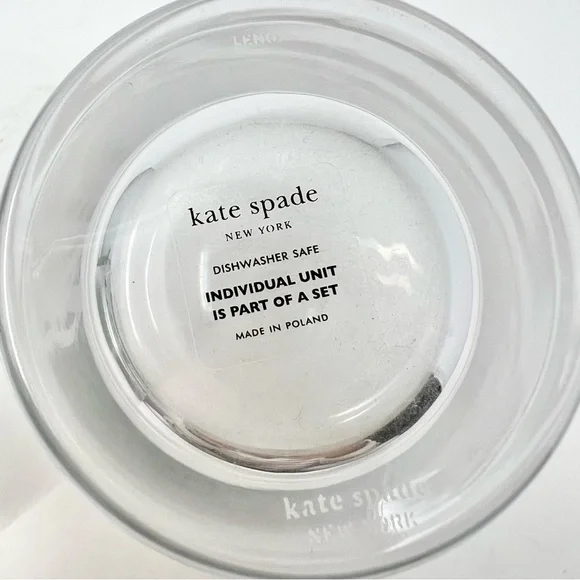 LENOX
kate spade
NEW YORK
DISHWASHER SAFE
INDIVIDUAL UNIT
IS PART OF A SET
MADE IN POLAND
kate spade
NEW YORK